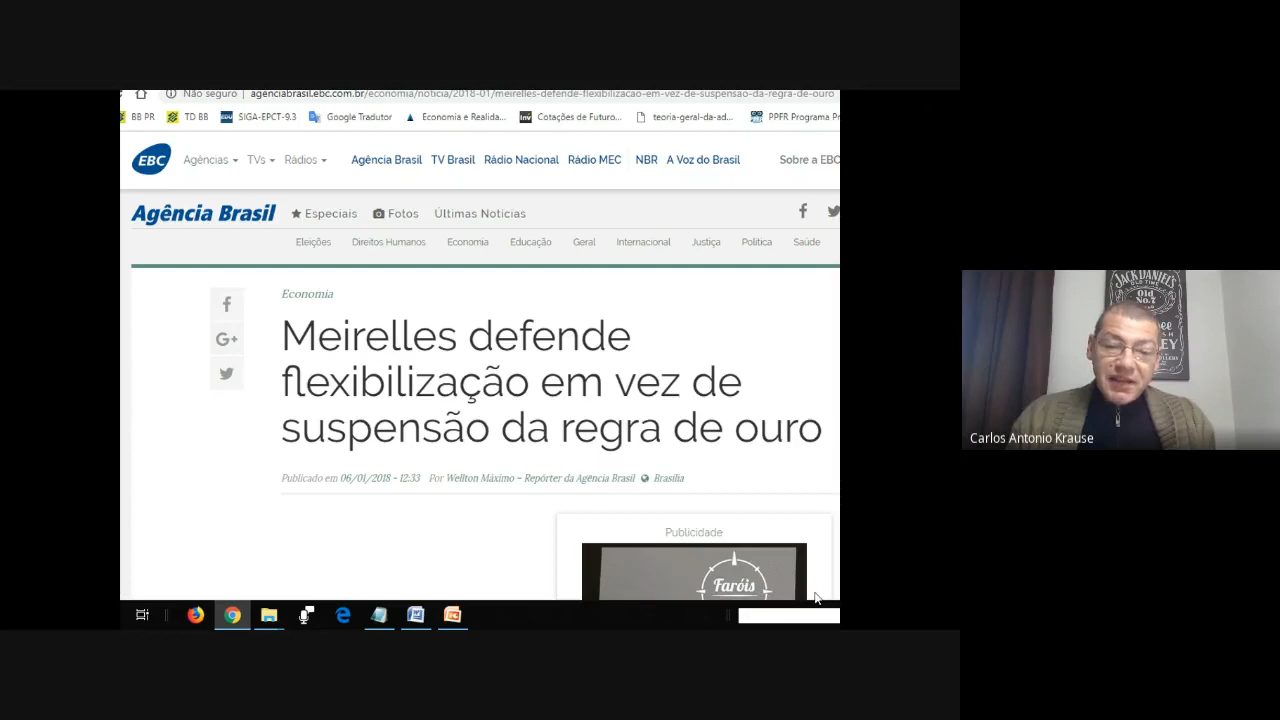 Não seguro | agenciabrasil.ebc.com.br/economia/noticia/2018-01/meirelles-defende-flexibilizacao-em-vez-de-suspensao-da-regra-de-ouro
BB PR TD BB SIGA-EPCT-9.3 Google Tradutor Economia e Realida... Cotações de Futuro... teoria-geral-da-ad... PPFR Programa Pr
EBC Agências TVs Rádios Agência Brasil TV Brasil Rádio Nacional Rádio MEC NBR A Voz do Brasil Sobre a EBC
Agência Brasil Especiais Fotos Últimas Notícias
Eleições Direitos Humanos Economia Educação Geral Internacional Justiça Política Saúde
Economia
Meirelles defende
flexibilização em vez de
suspensão da regra de ouro
Publicado em 06/01/2018 - 12:33 Por Wellton Máximo – Repórter da Agência Brasil Brasília
Publicidade
Faróis
JACK DANIEL'S
OLD TIME
Old
No.7
Carlos Antonio Krause